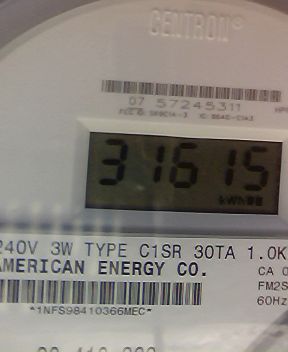 CENTRON®
07 57245311
31615
kWh
240V 3W TYPE C1SR 30TA 1.0K
AMERICAN ENERGY CO.
CA 0
FM2S
60Hz
*1NFS98410366MEC*